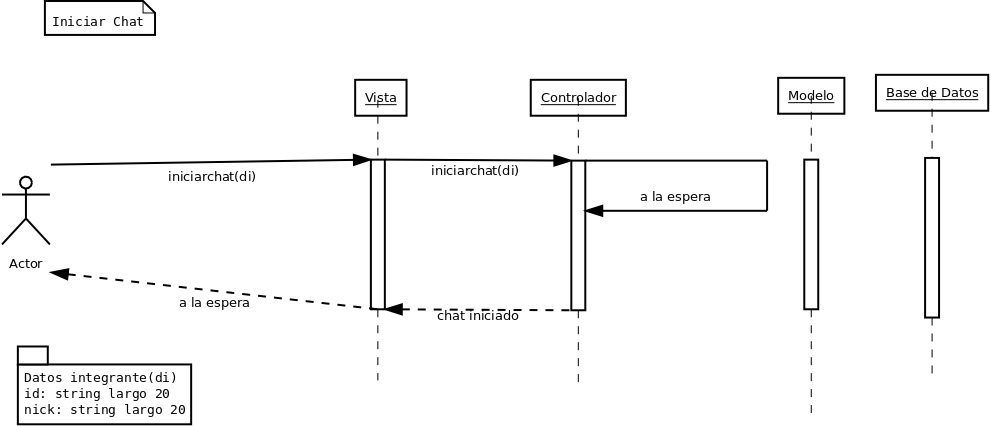 Iniciar Chat
Vista
Controlador
Modelo
Base de Datos
iniciarchat(di)
iniciarchat(di)
a la espera
Actor
a la espera
chat iniciado
Datos integrante(di)
id: string largo 20
nick: string largo 20